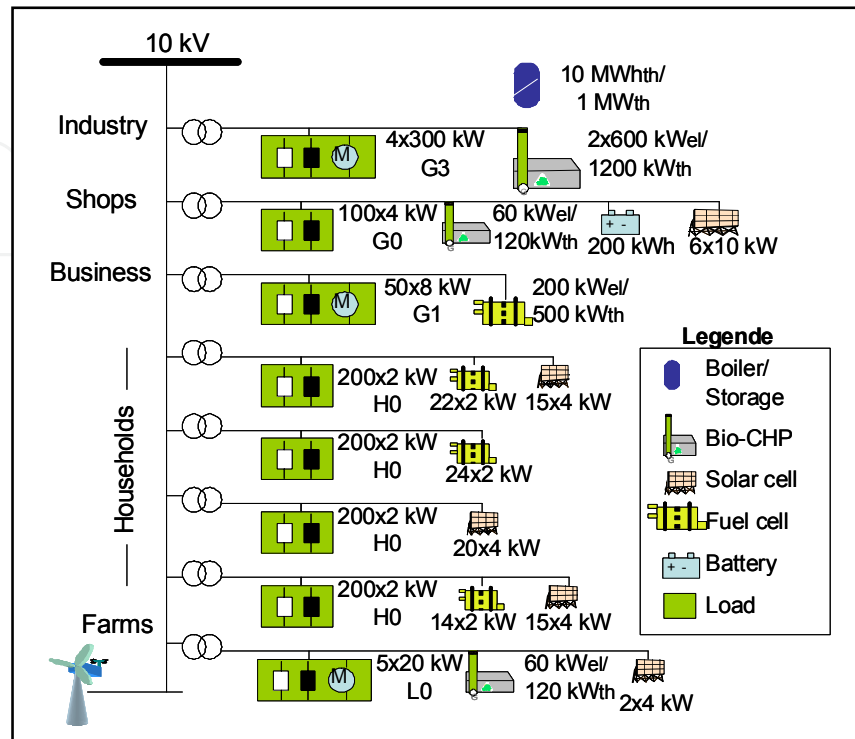 10 kV
10 MWhth/
1 MWth
Industry
M
4x300 kW
G3
2x600 kWel/
1200 kWth
G
Shops
100x4 kW
G0
60 kWel/
120kWth
G
+ -
200 kWh
6x10 kW
Business
M
50x8 kW
G1
200 kWel/
500 kWth
Households
200x2 kW
H0
22x2 kW
15x4 kW
200x2 kW
H0
24x2 kW
200x2 kW
H0
20x4 kW
200x2 kW
H0
14x2 kW
15x4 kW
Farms
M
5x20 kW
L0
60 kWel/
120 kWth
G
2x4 kW
Legende
Boiler/
Storage
G
Bio-CHP
Solar cell
Fuel cell
+ -
Battery
Load